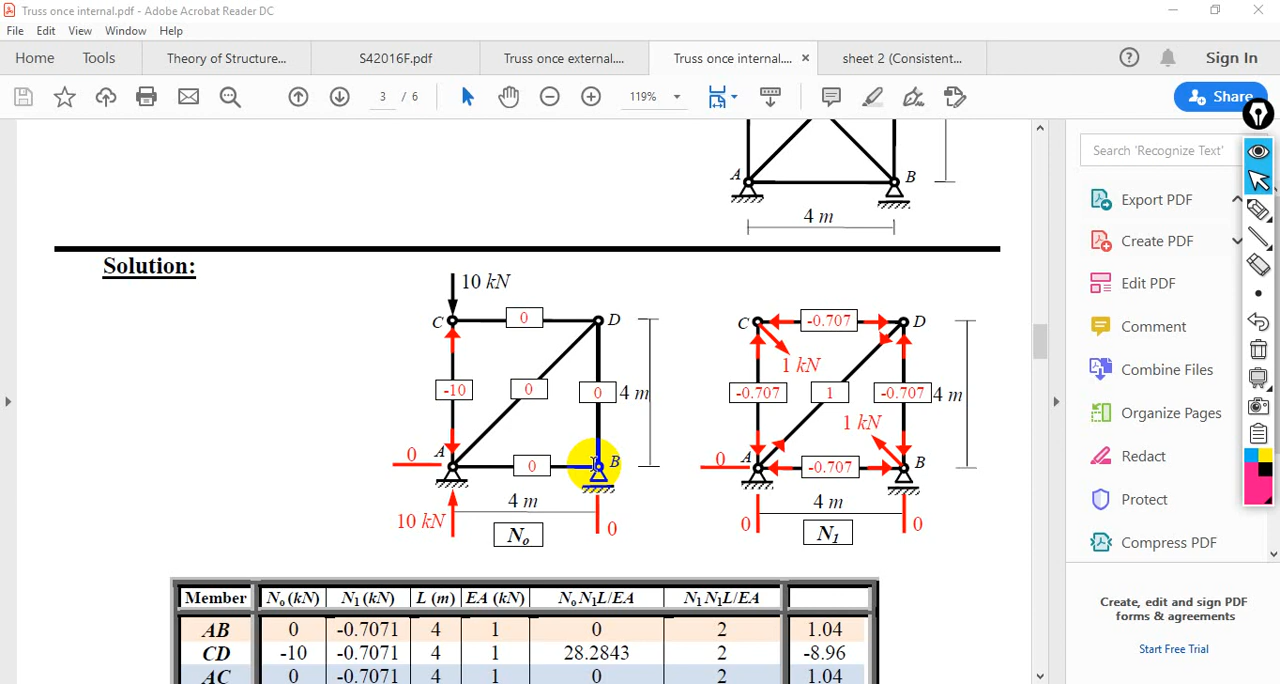 Truss once internal.pdf - Adobe Acrobat Reader DC
File Edit View Window Help
Home Tools Theory of Structure... S42016F.pdf Truss once external.... Truss once internal.... × sheet 2 (Consistent... Sign In
3 / 6 119% Share
A B
4 m
Solution:
10 kN
C 0 D
-10 0 0 4 m
0 A 0 B
4 m
10 kN 0
No
C -0.707 D
1 kN
-0.707 1 -0.707 4 m
1 kN
0 A -0.707 B
4 m
0 0
N1
Member No (kN) N1 (kN) L (m) EA (kN) No N1L/EA N1 N1L/EA
AB 0 -0.7071 4 1 0 2 1.04
CD -10 -0.7071 4 1 28.2843 2 -8.96
AC 0 -0.7071 4 1 0 2 1.04
Search 'Recognize Text'
Export PDF
Create PDF
Edit PDF
Comment
Combine Files
Organize Pages
Redact
Protect
Compress PDF
Create, edit and sign PDF
forms & agreements
Start Free Trial